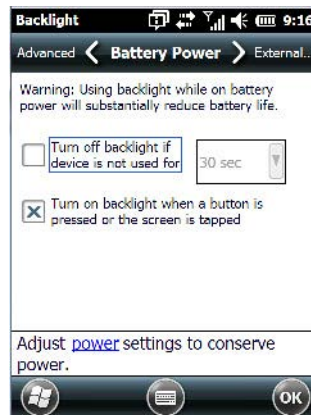 Backlight 9:16
Advanced Battery Power External...
Warning: Using backlight while on battery
power will substantially reduce battery life.
Turn off backlight if
device is not used for
30 sec
Turn on backlight when a button is
pressed or the screen is tapped
Adjust power settings to conserve
power.
OK